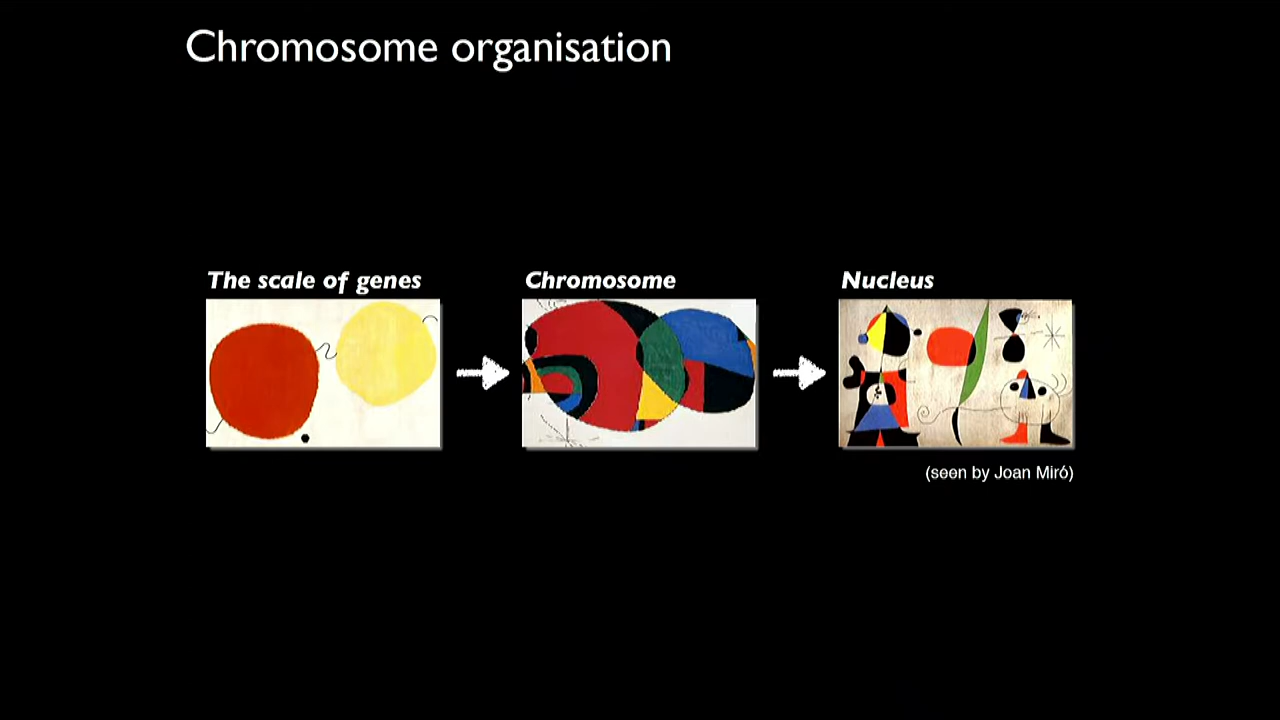 Chromosome organisation
The scale of genes
Chromosome
Nucleus
(seen by Joan Miró)